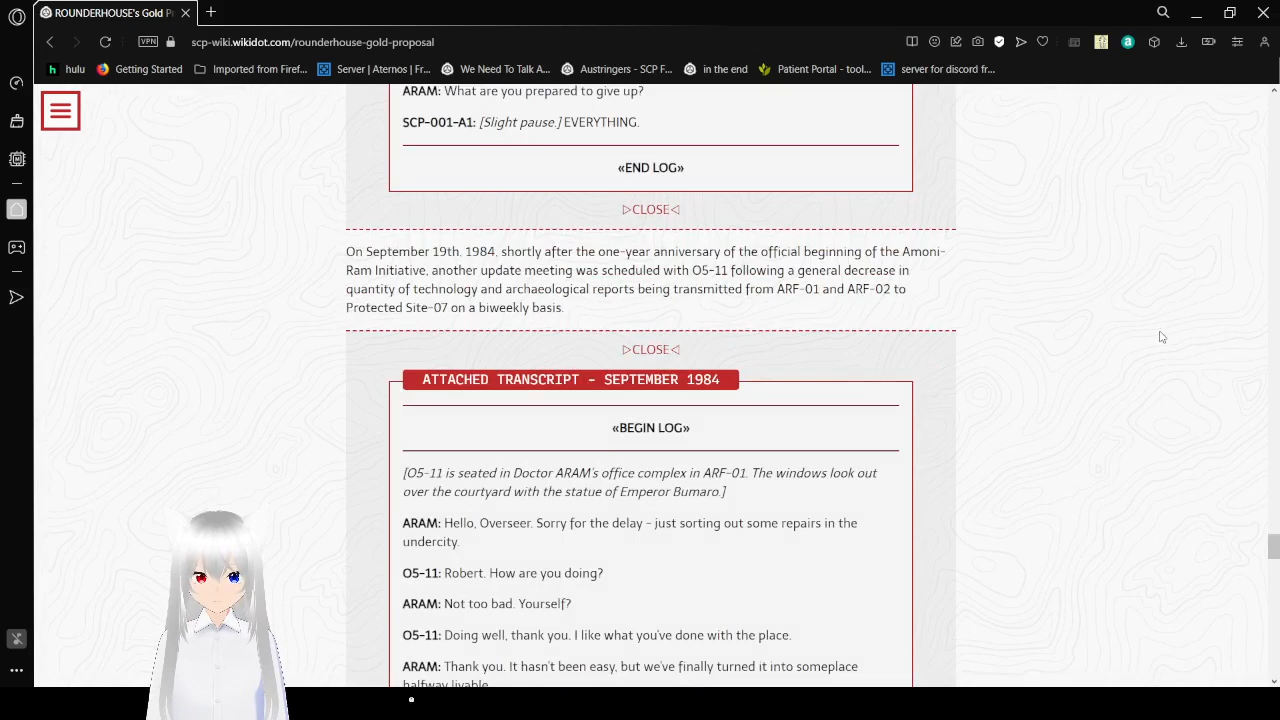 ROUNDERHOUSE's Gold P
VPN
scp-wiki.wikidot.com/rounderhouse-gold-proposal
hulu
Getting Started
Imported from Firef...
Server | Aternos | Fr...
We Need To Talk A...
Austringers - SCP F...
in the end
Patient Portal - tool...
server for discord fr...
ARAM: What are you prepared to give up?
SCP-001-A1: [Slight pause.] EVERYTHING.
«END LOG»
▷CLOSE◁
On September 19th, 1984, shortly after the one-year anniversary of the official beginning of the Amoni-
Ram Initiative, another update meeting was scheduled with O5-11 following a general decrease in
quantity of technology and archaeological reports being transmitted from ARF-01 and ARF-02 to
Protected Site-07 on a biweekly basis.
▷CLOSE◁
ATTACHED TRANSCRIPT - SEPTEMBER 1984
«BEGIN LOG»
[O5-11 is seated in Doctor ARAM's office complex in ARF-01. The windows look out
over the courtyard with the statue of Emperor Bumaro.]
ARAM: Hello, Overseer. Sorry for the delay - just sorting out some repairs in the
undercity.
O5-11: Robert. How are you doing?
ARAM: Not too bad. Yourself?
O5-11: Doing well, thank you. I like what you've done with the place.
ARAM: Thank you. It hasn't been easy, but we've finally turned it into someplace
halfway livable.